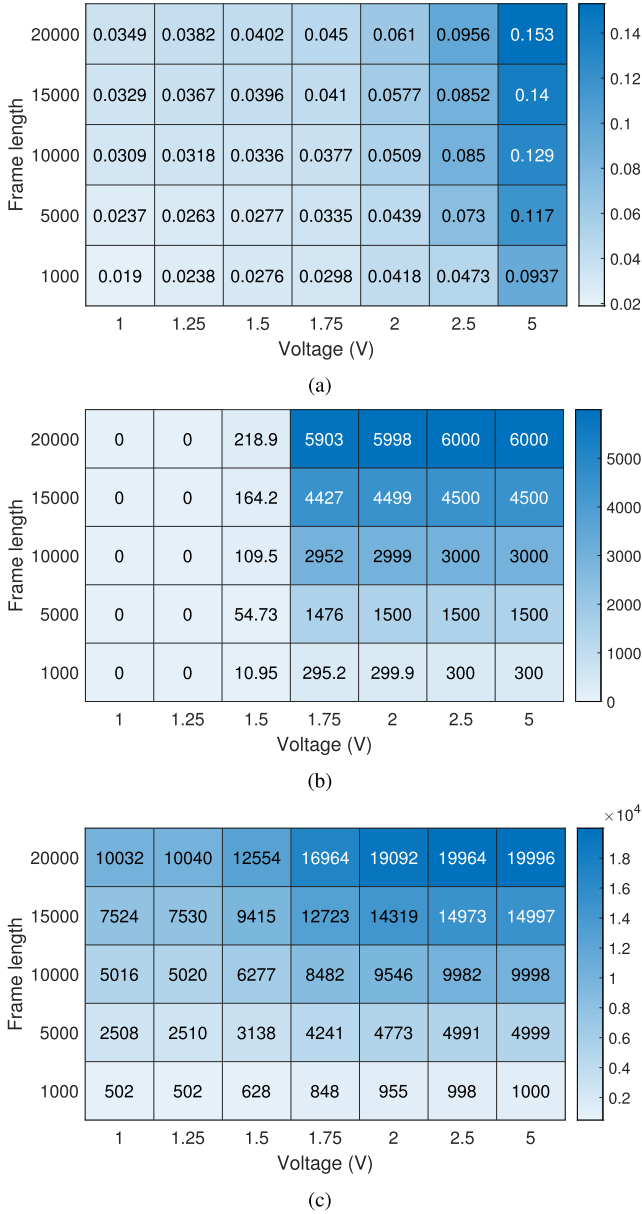 20000 0.0349 0.0382 0.0402 0.045 0.061 0.0956 0.153 0.14
15000 0.0329 0.0367 0.0396 0.041 0.0577 0.0852 0.14 0.12
10000 0.0309 0.0318 0.0336 0.0377 0.0509 0.085 0.129 0.1
0.08
5000 0.0237 0.0263 0.0277 0.0335 0.0439 0.073 0.117 0.06
0.04
1000 0.019 0.0238 0.0276 0.0298 0.0418 0.0473 0.0937 0.02
Frame length
1 1.25 1.5 1.75 2 2.5 5
Voltage (V)
(a)
20000 0 0 218.9 5903 5998 6000 6000 5000
15000 0 0 164.2 4427 4499 4500 4500 4000
10000 0 0 109.5 2952 2999 3000 3000 3000
5000 0 0 54.73 1476 1500 1500 1500 2000
1000 0 0 10.95 295.2 299.9 300 300 1000
0
Frame length
1 1.25 1.5 1.75 2 2.5 5
Voltage (V)
(b)
×10⁴
20000 10032 10040 12554 16964 19092 19964 19996 1.8
1.6
15000 7524 7530 9415 12723 14319 14973 14997 1.4
1.2
10000 5016 5020 6277 8482 9546 9982 9998 1
0.8
5000 2508 2510 3138 4241 4773 4991 4999 0.6
0.4
1000 502 502 628 848 955 998 1000 0.2
Frame length
1 1.25 1.5 1.75 2 2.5 5
Voltage (V)
(c)